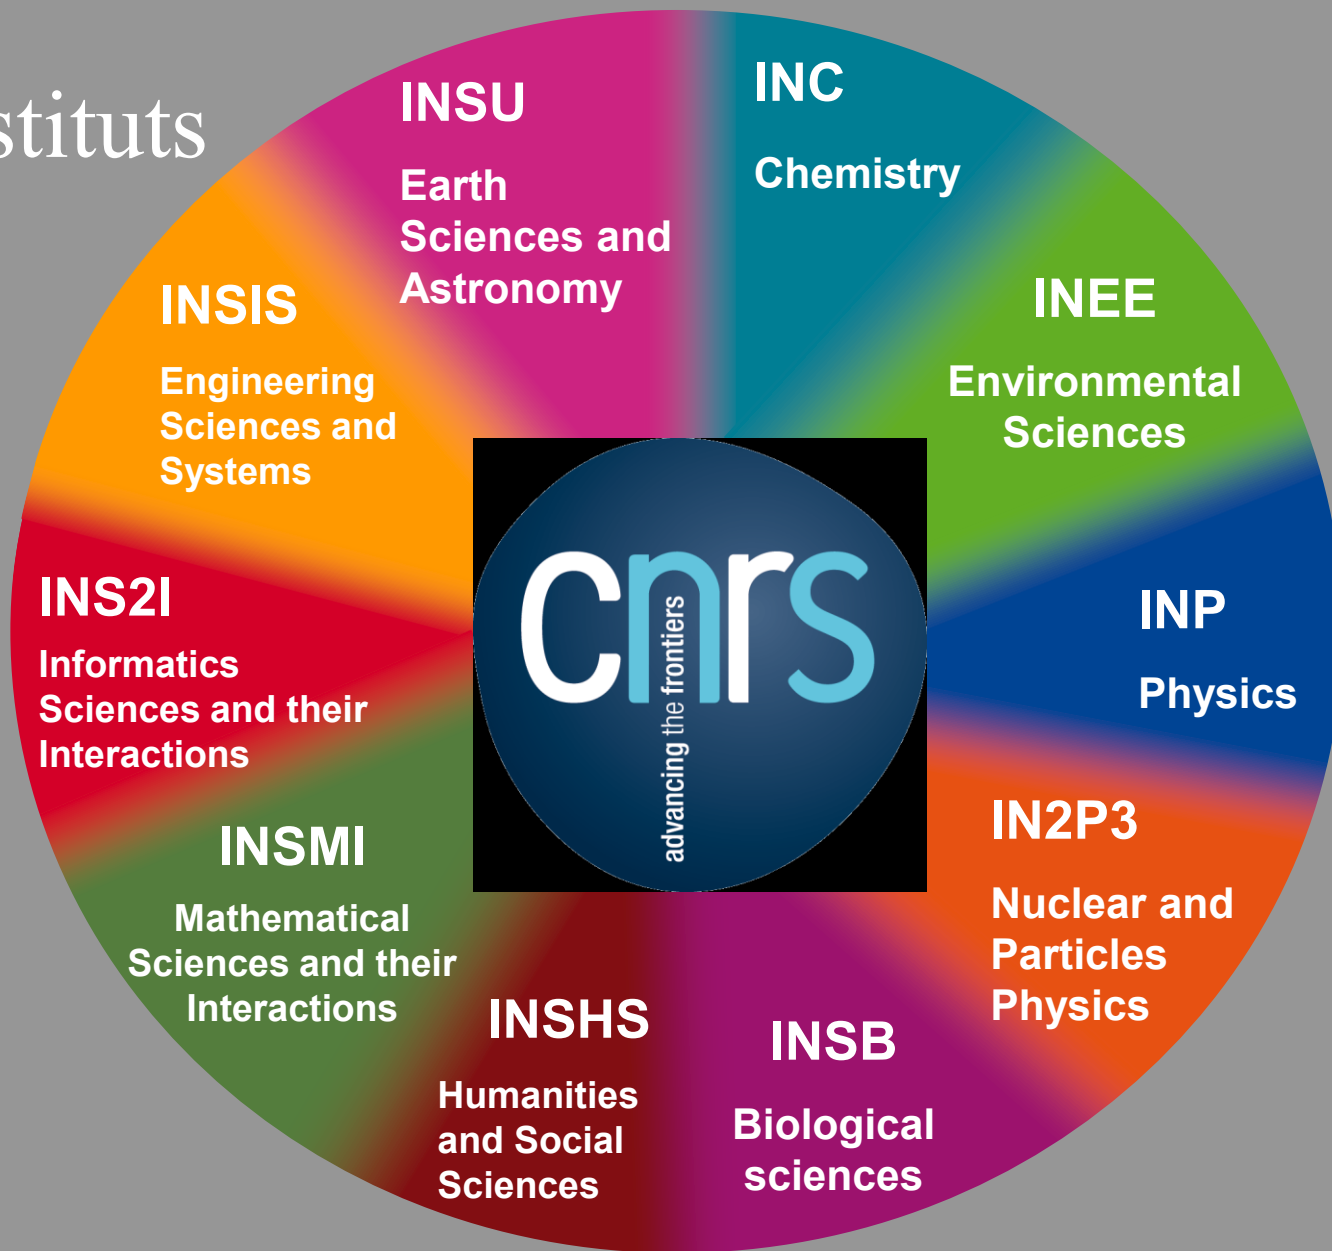 stituts
INSU
Earth
Sciences and
Astronomy
INC
Chemistry
INEE
Environmental
Sciences
INP
Physics
IN2P3
Nuclear and
Particles
Physics
INSB
Biological
sciences
INSHS
Humanities
and Social
Sciences
INSMI
Mathematical
Sciences and their
Interactions
INS2I
Informatics
Sciences and their
Interactions
INSIS
Engineering
Sciences and
Systems
cnrs
advancing the frontiers